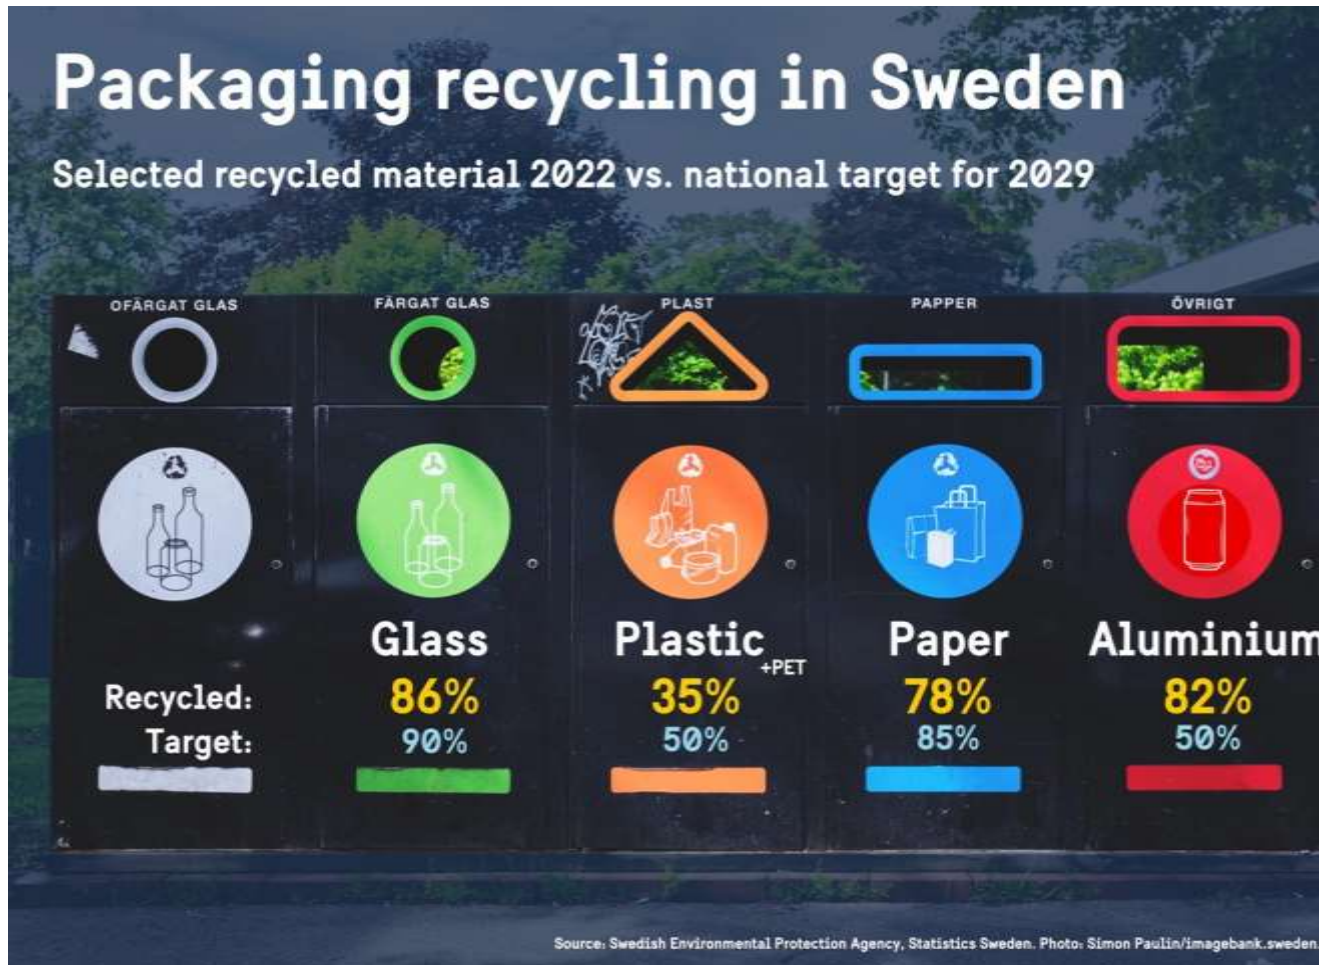 Packaging recycling in Sweden
Selected recycled material 2022 vs. national target for 2029
OFÄRGAT GLAS
FÄRGAT GLAS
PLAST
PAPPER
ÖVRIGT
Glass
Plastic
+PET
Paper
Aluminium
Recycled: 86% 35% 78% 82%
Target: 90% 50% 85% 50%
Source: Swedish Environmental Protection Agency, Statistics Sweden. Photo: Simon Paulin/imagebank.sweden.